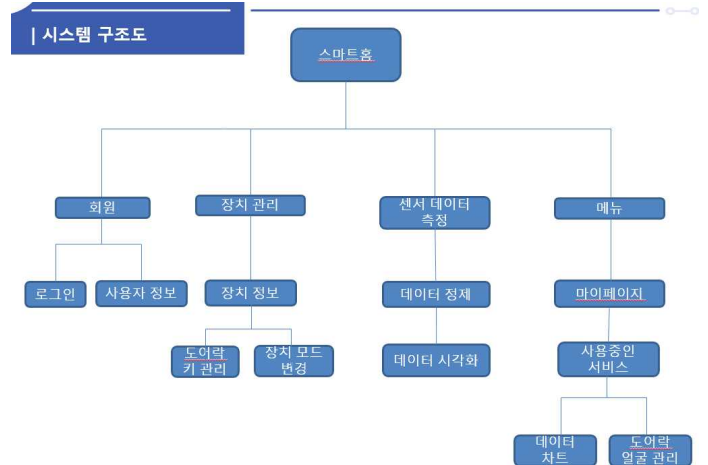 | 시스템 구조도
스마트홈
회원
장치 관리
센서 데이터
측정
메뉴
로그인
사용자 정보
장치 정보
데이터 정제
마이페이지
도어락
키 관리
장치 모드
변경
데이터 시각화
사용중인
서비스
데이터
차트
도어락
얼굴 관리